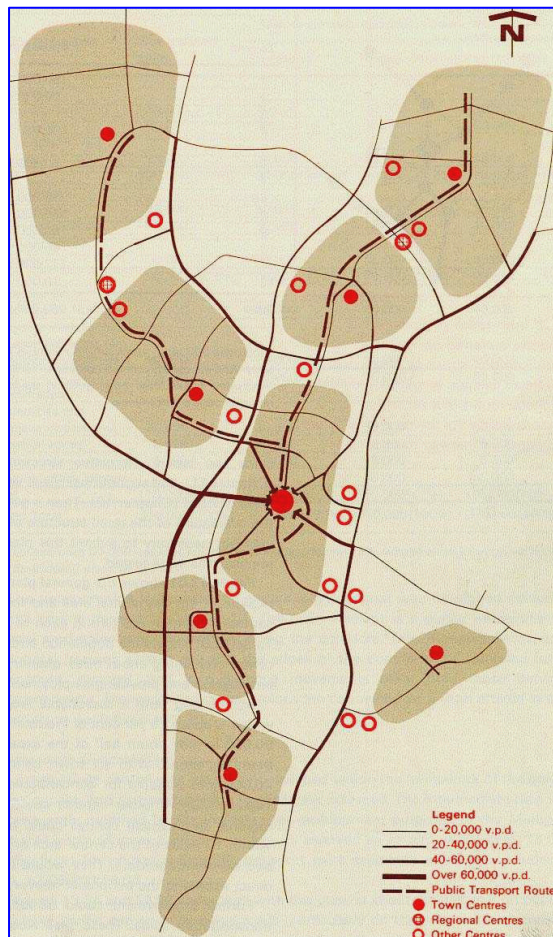 N
Legend
0-20,000 v.p.d.
20-40,000 v.p.d.
40-60,000 v.p.d.
Over 60,000 v.p.d.
Public Transport Route
Town Centres
Regional Centres
Other Centres